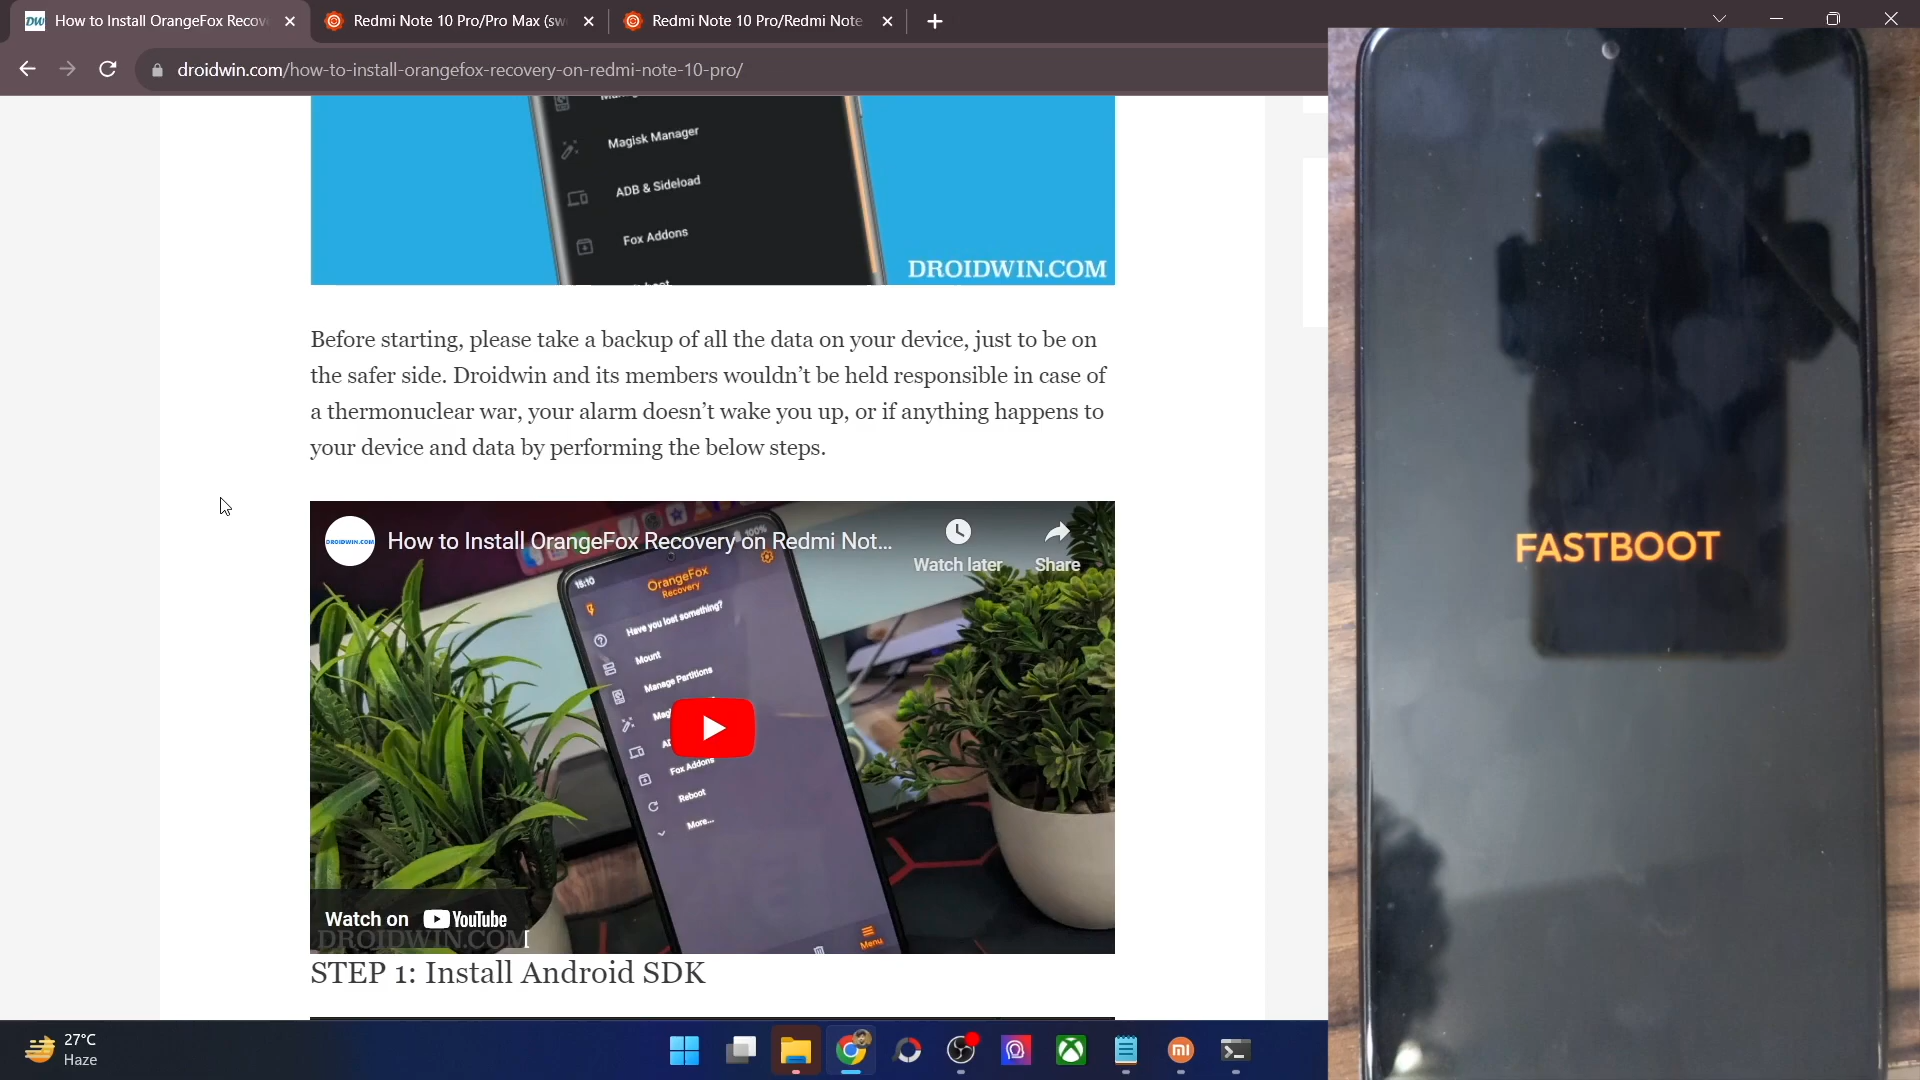 How to Install OrangeFox Recov
Redmi Note 10 Pro/Pro Max (sw
Redmi Note 10 Pro/Redmi Note
droidwin.com/how-to-install-orangefox-recovery-on-redmi-note-10-pro/
Magisk Manager
ADB & Sideload
Fox Addons
DROIDWIN.COM
Before starting, please take a backup of all the data on your device, just to be on
the safer side. Droidwin and its members wouldn’t be held responsible in case of
a thermonuclear war, your alarm doesn’t wake you up, or if anything happens to
your device and data by performing the below steps.
DROIDWIN.COM
How to Install OrangeFox Recovery on Redmi Not...
Watch later
Share
100%
OrangeFox
Recovery
Have you lost something?
Mount
Manage Partitions
Fox Addons
Reboot
More...
Menu
Watch on YouTube
DROIDWIN.COM
STEP 1: Install Android SDK
FASTBOOT
27°C
Haze